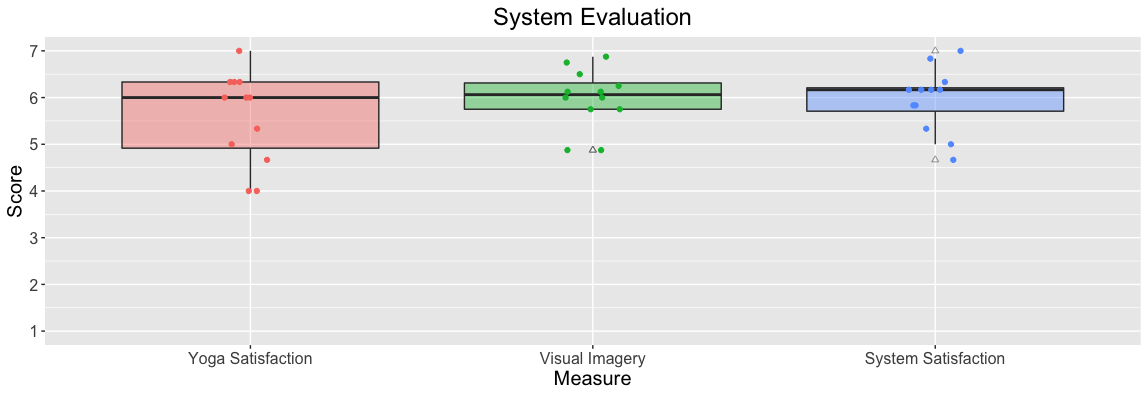 System Evaluation
Score
7
6
5
4
3
2
1
Yoga Satisfaction
Visual Imagery
System Satisfaction
Measure